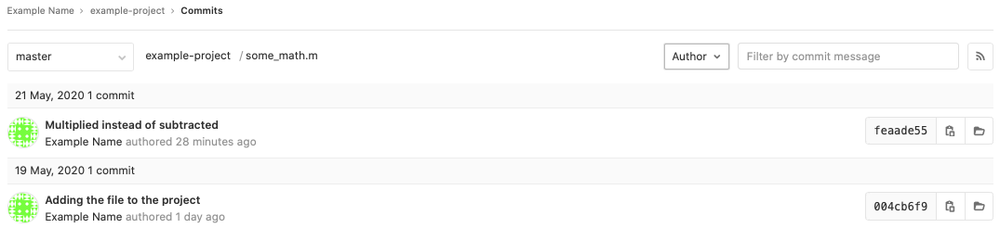 Example Name › example-project › Commits
master example-project / some_math.m Author Filter by commit message
21 May, 2020 1 commit
Multiplied instead of subtracted
Example Name authored 28 minutes ago
feaade55
19 May, 2020 1 commit
Adding the file to the project
Example Name authored 1 day ago
004cb6f9